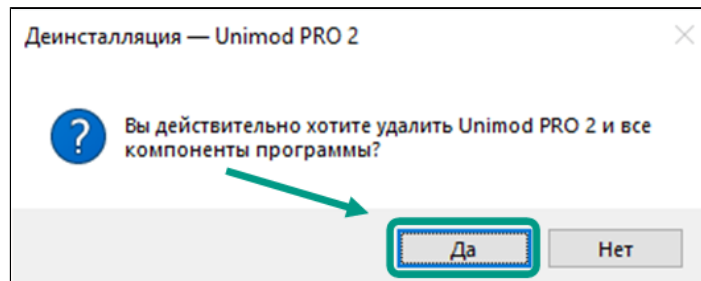 Деинсталляция — Unimod PRO 2
Вы действительно хотите удалить Unimod PRO 2 и все
компоненты программы?
Да
Нет